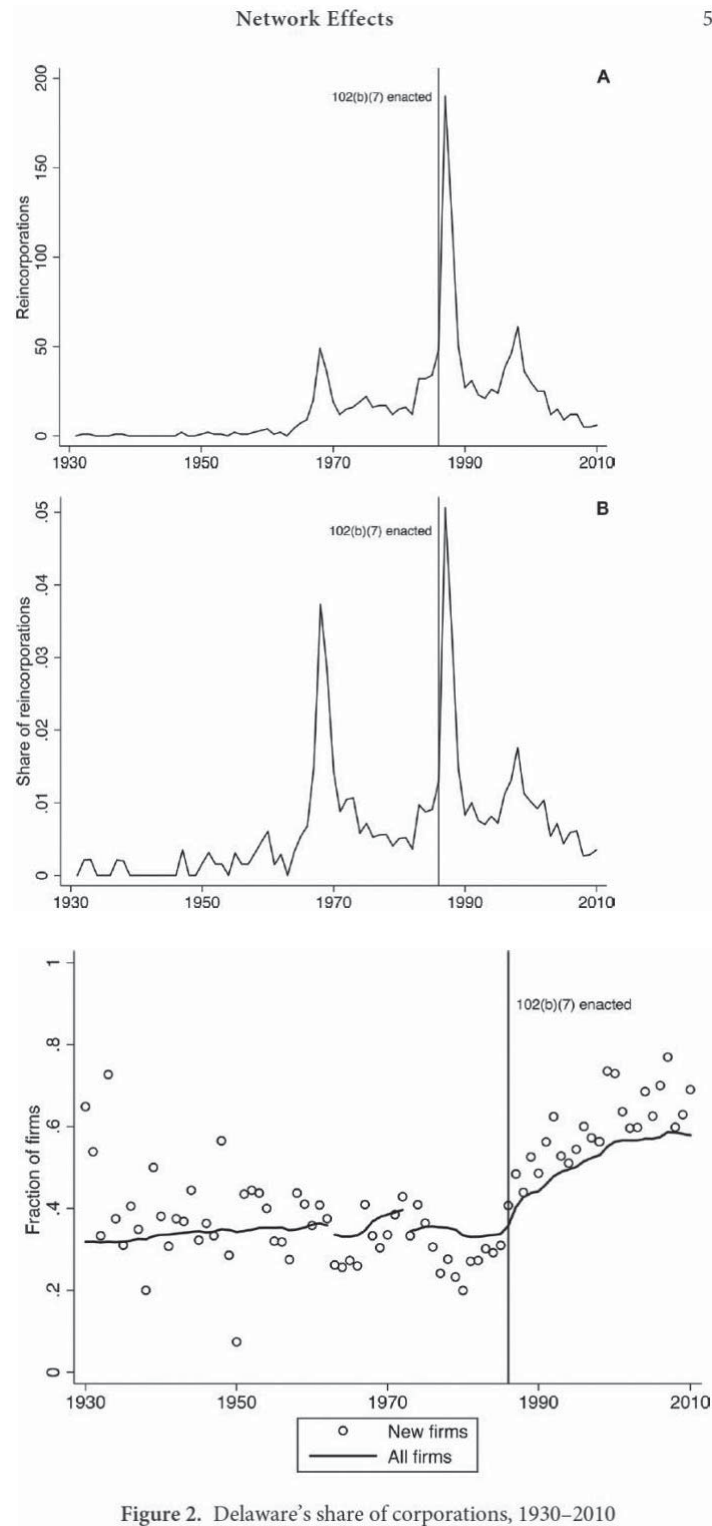 Network Effects 5
A
102(b)(7) enacted
Reincorporations
200
150
100
50
0
1930 1950 1970 1990 2010
B
102(b)(7) enacted
Share of reincorporations
.05
.04
.03
.02
.01
0
1930 1950 1970 1990 2010
102(b)(7) enacted
Fraction of firms
1
.8
.6
.4
.2
0
1930 1950 1970 1990 2010
New firms
All firms
Figure 2. Delaware's share of corporations, 1930–2010